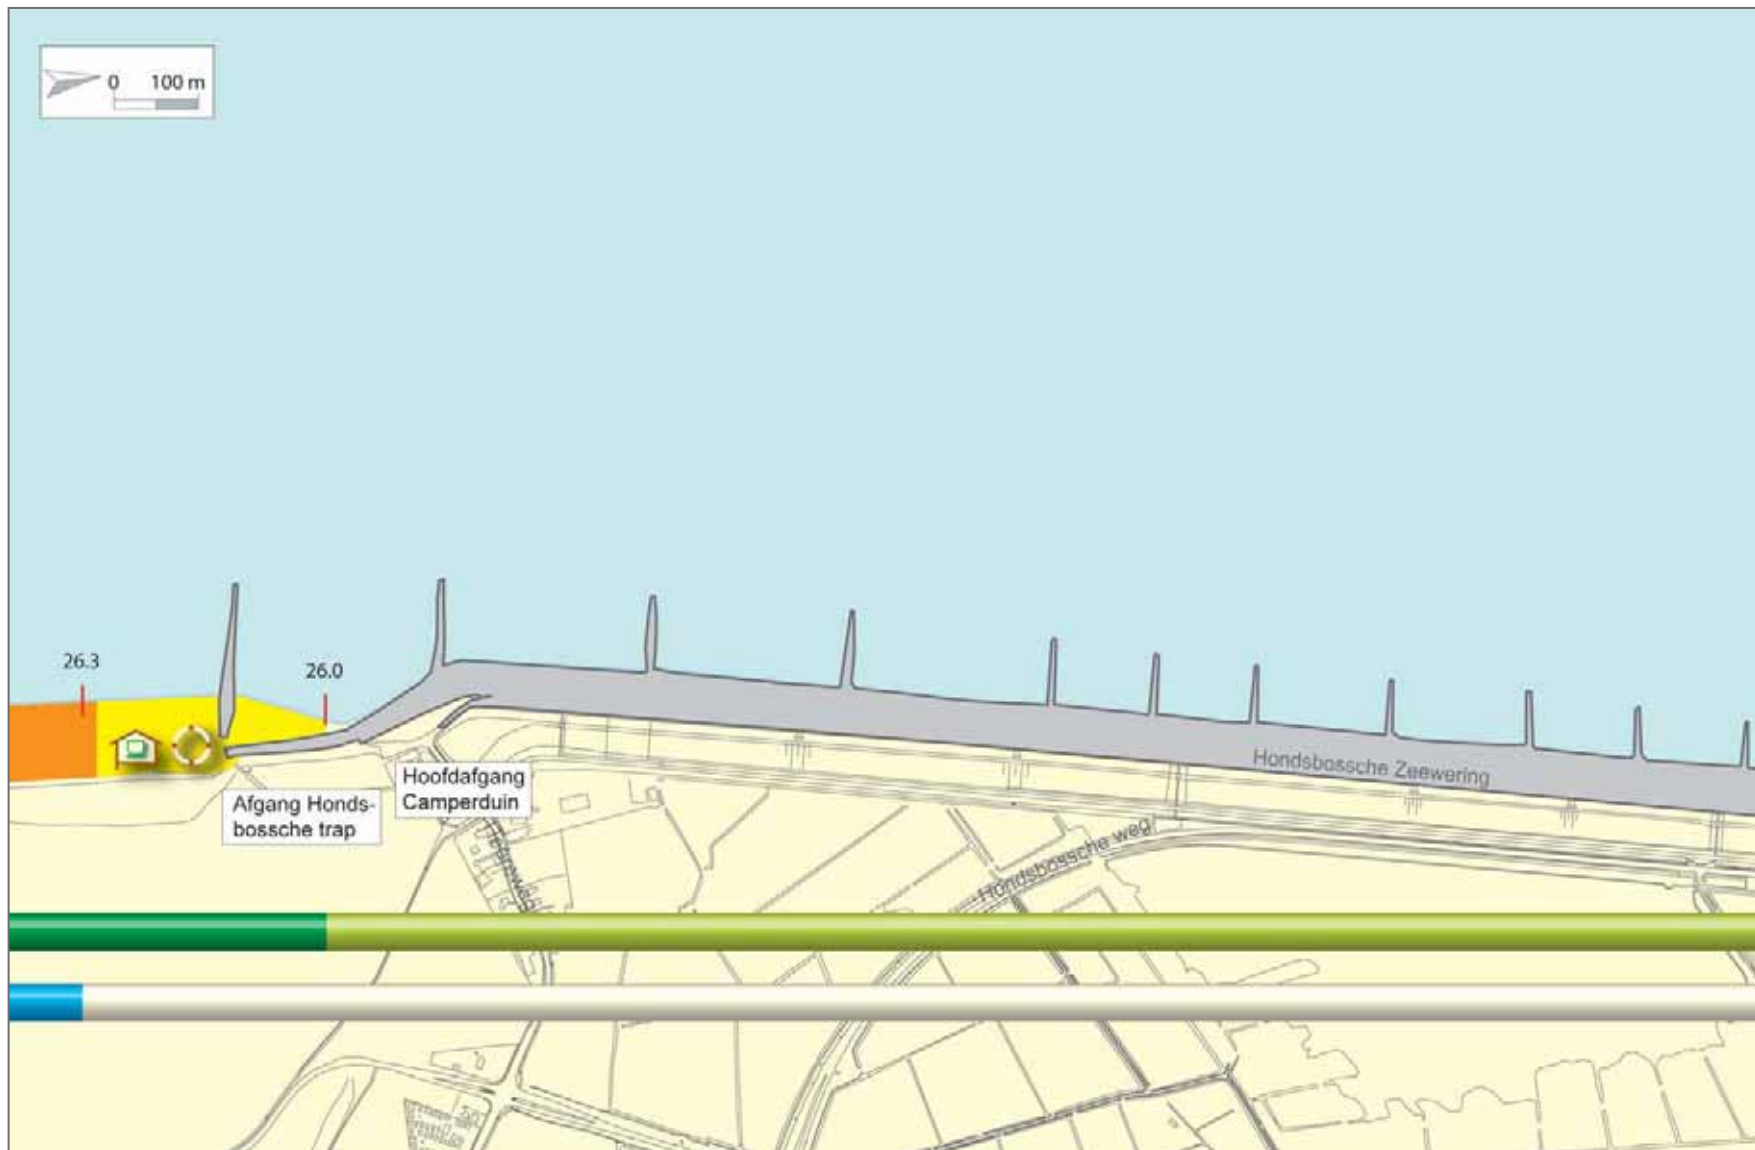 0 100 m
26.3
26.0
Hoofdafgang
Camperduin
Afgang Honds-
bossche trap
Hondsbossche Zeewering
Hondsbossche weg